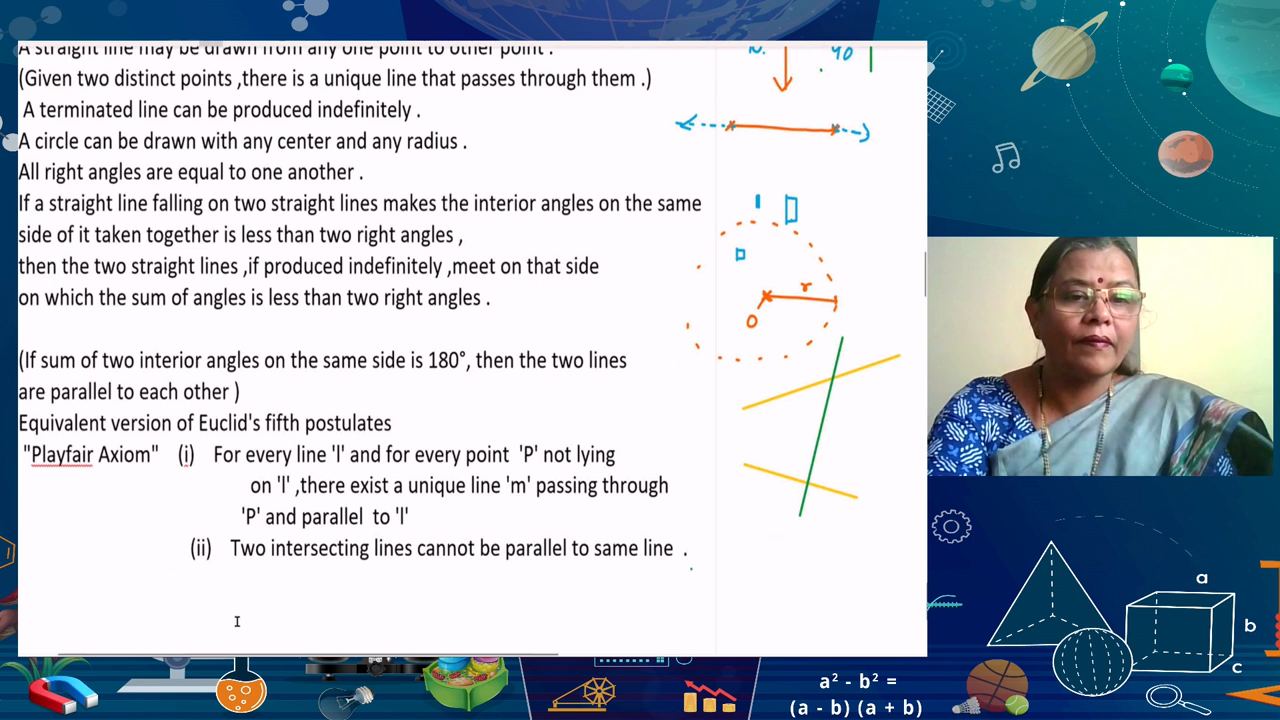 A straight line may be drawn from any one point to other point .
(Given two distinct points ,there is a unique line that passes through them .)
A terminated line can be produced indefinitely .
A circle can be drawn with any center and any radius .
All right angles are equal to one another .
If a straight line falling on two straight lines makes the interior angles on the same
side of it taken together is less than two right angles ,
then the two straight lines ,if produced indefinitely ,meet on that side
on which the sum of angles is less than two right angles .
(If sum of two interior angles on the same side is 180°, then the two lines
are parallel to each other )
Equivalent version of Euclid's fifth postulates
"Playfair Axiom" (i) For every line 'l' and for every point 'P' not lying
on 'l' ,there exist a unique line 'm' passing through
'P' and parallel to 'l'
(ii) Two intersecting lines cannot be parallel to same line .
90
r
O
a
b
c
a² - b² =
(a - b) (a + b)